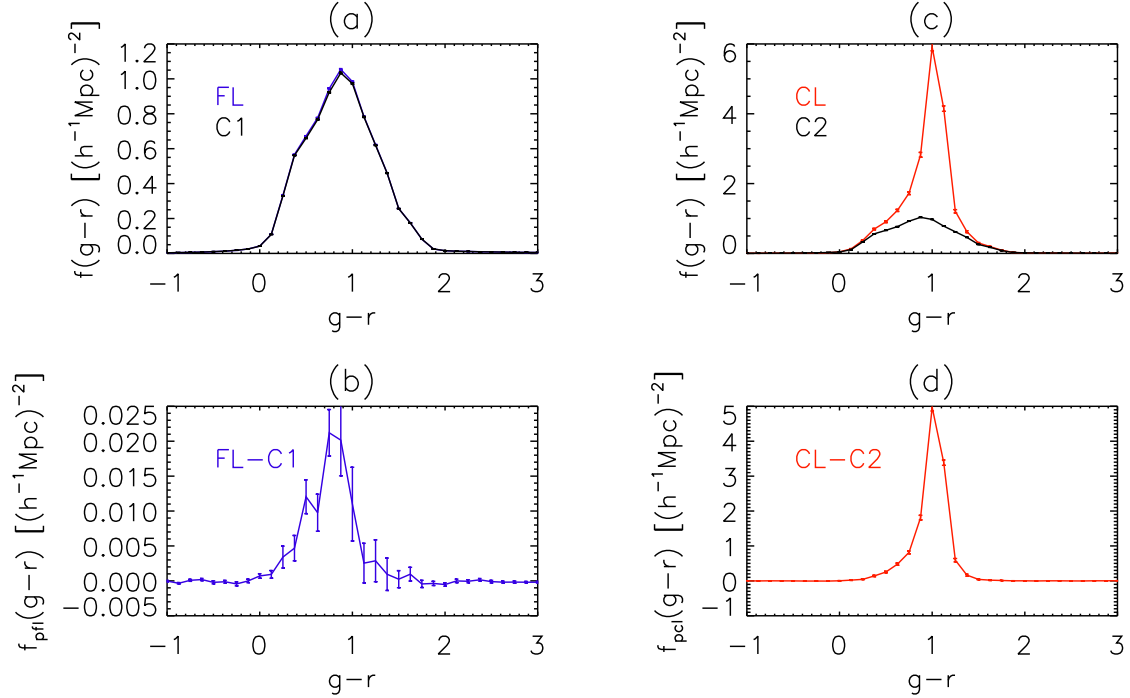 (a)
f(g−r) [(h⁻¹Mpc)⁻²]
1.2
1.0
0.8
0.6
0.4
0.2
0.0
FL
C1
−1 0 1 2 3
g−r
(c)
f(g−r) [(h⁻¹Mpc)⁻²]
6
4
2
0
CL
C2
−1 0 1 2 3
g−r
(b)
f_pfl(g−r) [(h⁻¹Mpc)⁻²]
0.025
0.020
0.015
0.010
0.005
0.000
−0.005
FL−C1
−1 0 1 2 3
g−r
(d)
f_pcl(g−r) [(h⁻¹Mpc)⁻²]
5
4
3
2
1
0
−1
CL−C2
−1 0 1 2 3
g−r